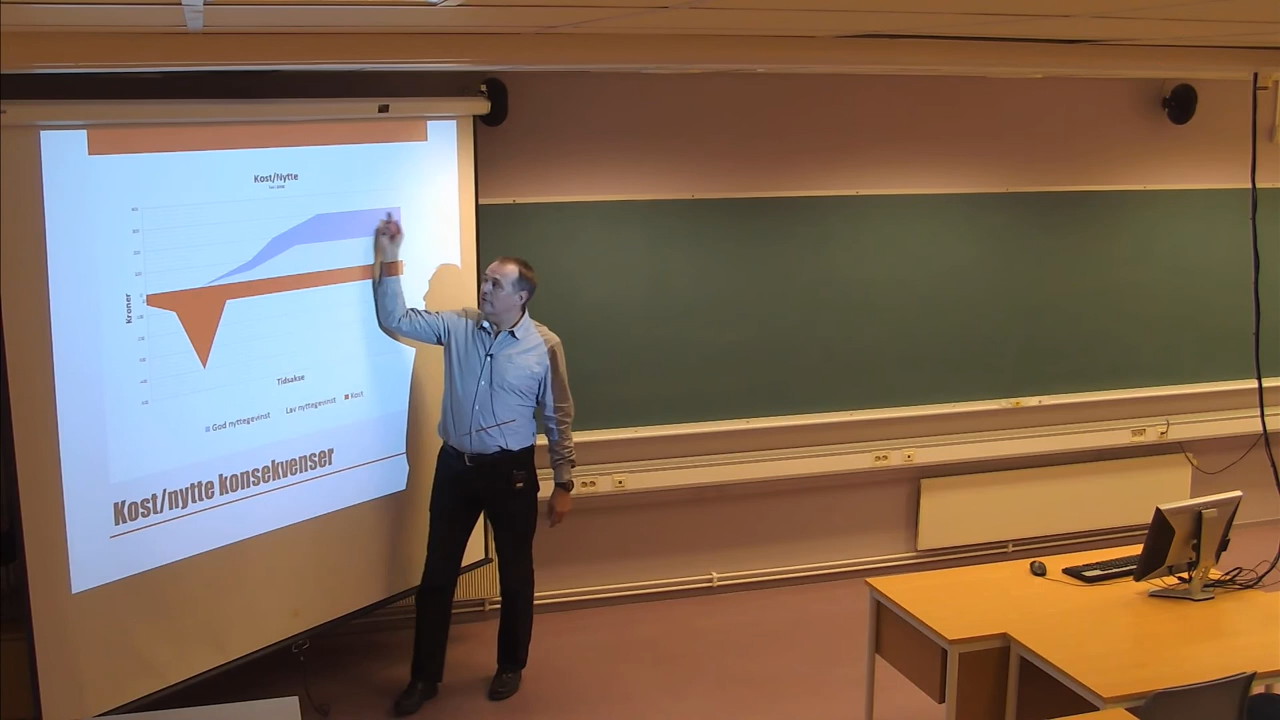 Kost/Nytte
Kroner
Tidsakse
God nyttegevinst Lav nyttegevinst Kost
Kost/nytte konsekvenser